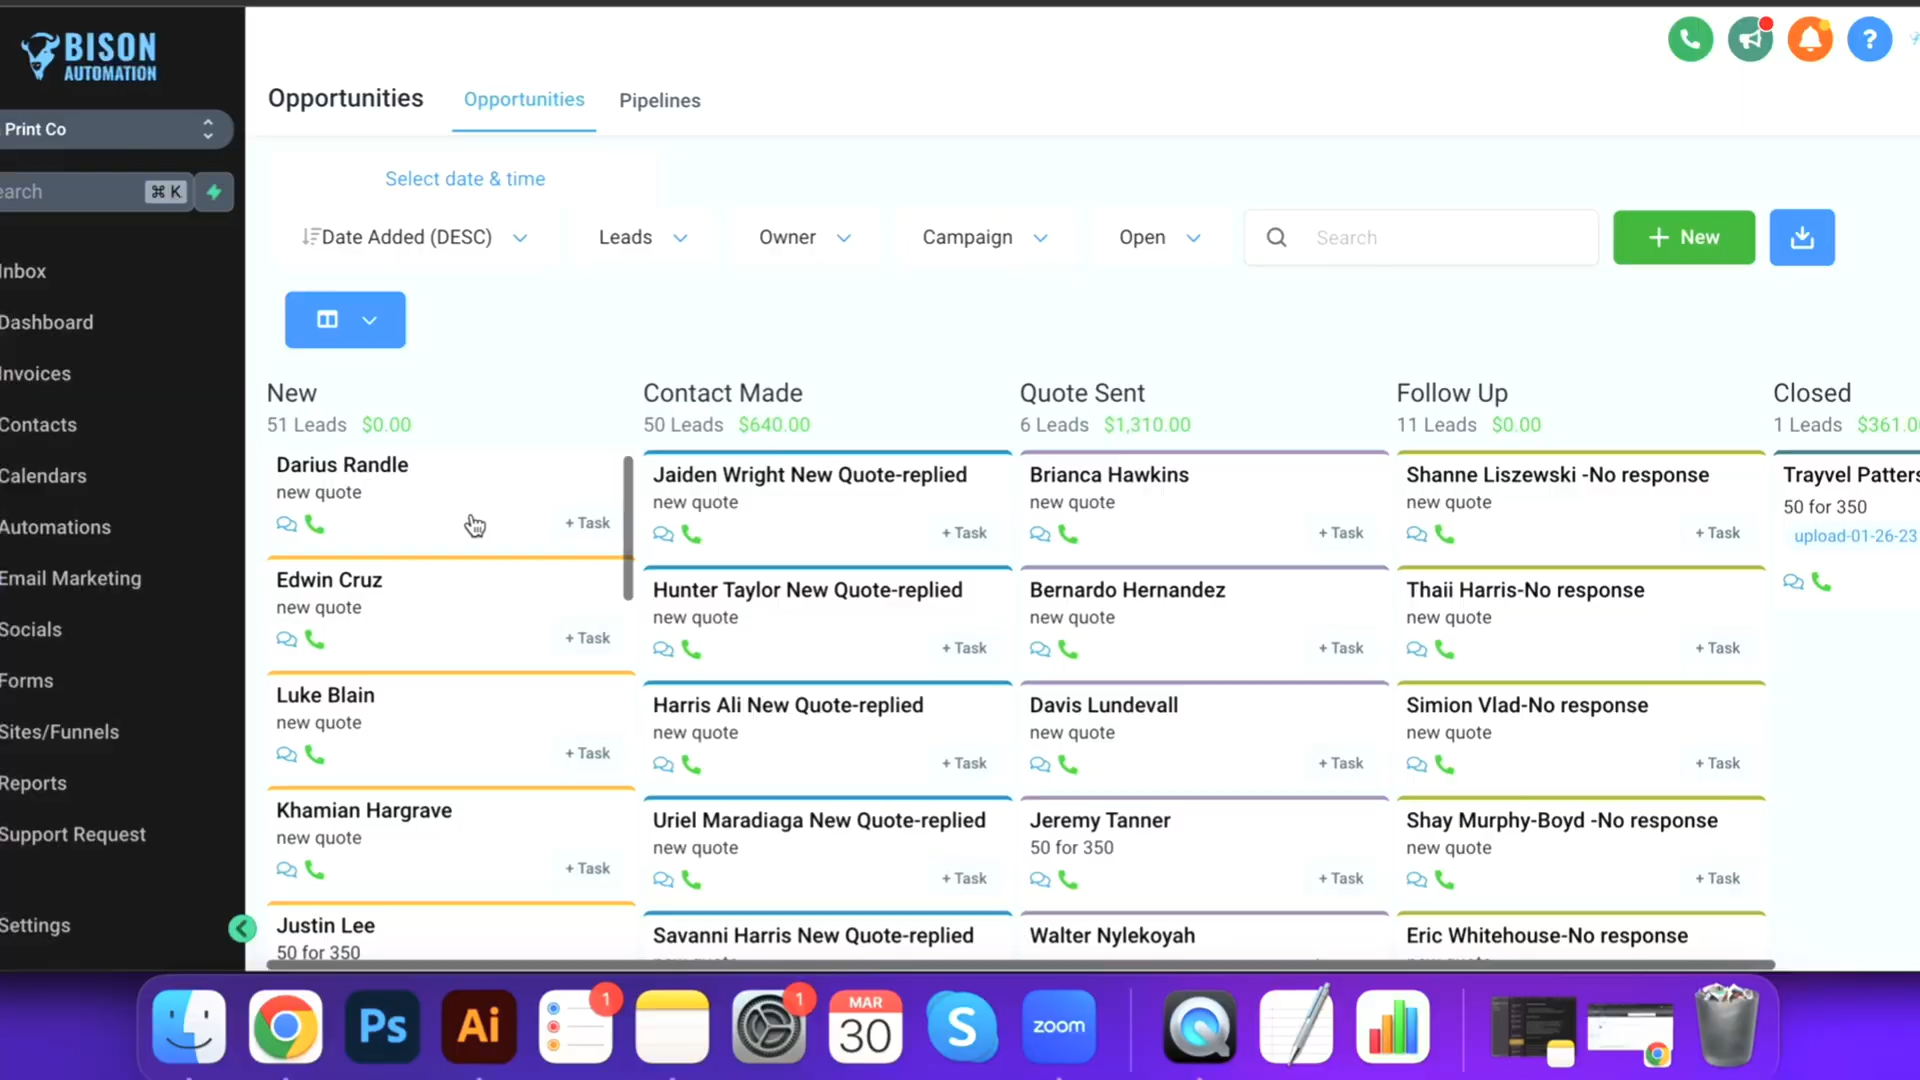 BISON
AUTOMATION
Print Co
earch
⌘ K
Inbox
Dashboard
Invoices
Contacts
Calendars
Automations
Email Marketing
Socials
Forms
Sites/Funnels
Reports
Support Request
Settings
Opportunities
Opportunities
Pipelines
Select date & time
Date Added (DESC)
Leads
Owner
Campaign
Open
Search
+ New
New
51 Leads $0.00
Darius Randle
new quote
+ Task
Edwin Cruz
new quote
+ Task
Luke Blain
new quote
+ Task
Khamian Hargrave
new quote
+ Task
Justin Lee
50 for 350
Contact Made
50 Leads $640.00
Jaiden Wright New Quote-replied
new quote
+ Task
Hunter Taylor New Quote-replied
new quote
+ Task
Harris Ali New Quote-replied
new quote
+ Task
Uriel Maradiaga New Quote-replied
new quote
+ Task
Savanni Harris New Quote-replied
Quote Sent
6 Leads $1,310.00
Brianca Hawkins
new quote
+ Task
Bernardo Hernandez
new quote
+ Task
Davis Lundevall
new quote
+ Task
Jeremy Tanner
50 for 350
+ Task
Walter Nylekoyah
Follow Up
11 Leads $0.00
Shanne Liszewski -No response
new quote
+ Task
Thaii Harris-No response
new quote
+ Task
Simion Vlad-No response
new quote
+ Task
Shay Murphy-Boyd -No response
new quote
+ Task
Eric Whitehouse-No response
Closed
1 Leads $361.0
Trayvel Patters
50 for 350
upload-01-26-23
Ps
Ai
1
1
MAR
30
S
zoom